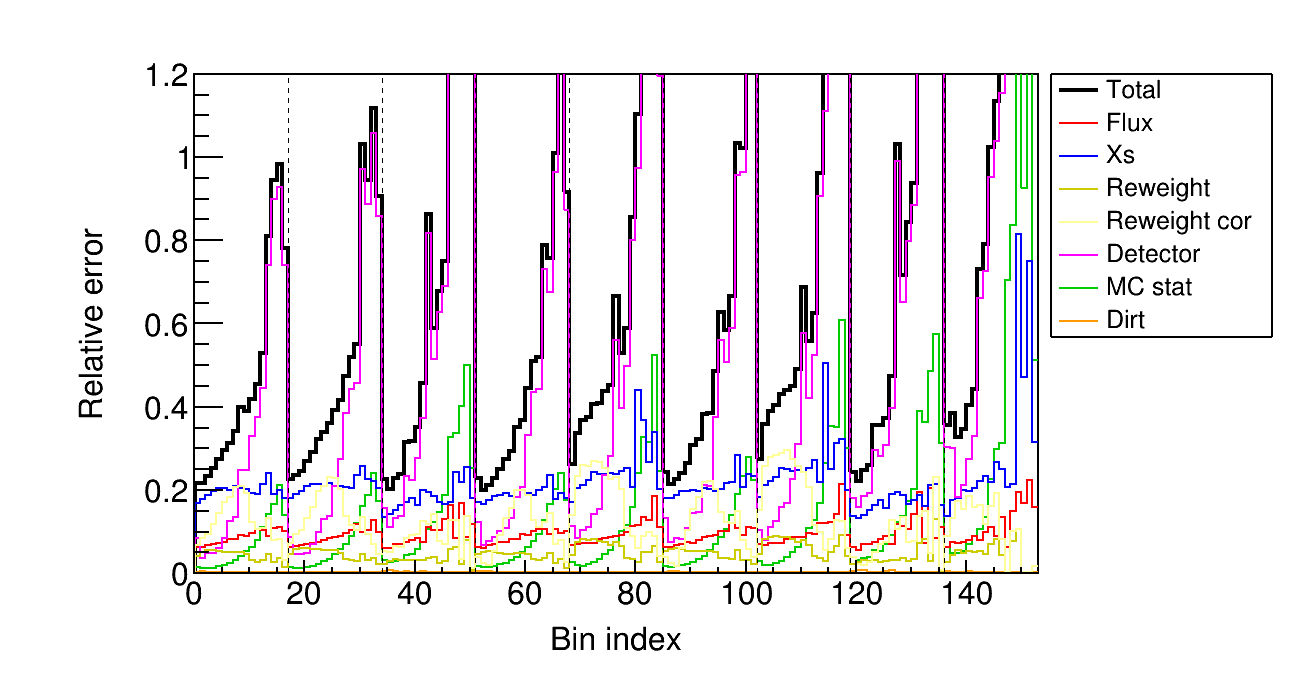 Relative error
1.2
1
0.8
0.6
0.4
0.2
0
0 20 40 60 80 100 120 140
Bin index
Total
Flux
Xs
Reweight
Reweight cor
Detector
MC stat
Dirt